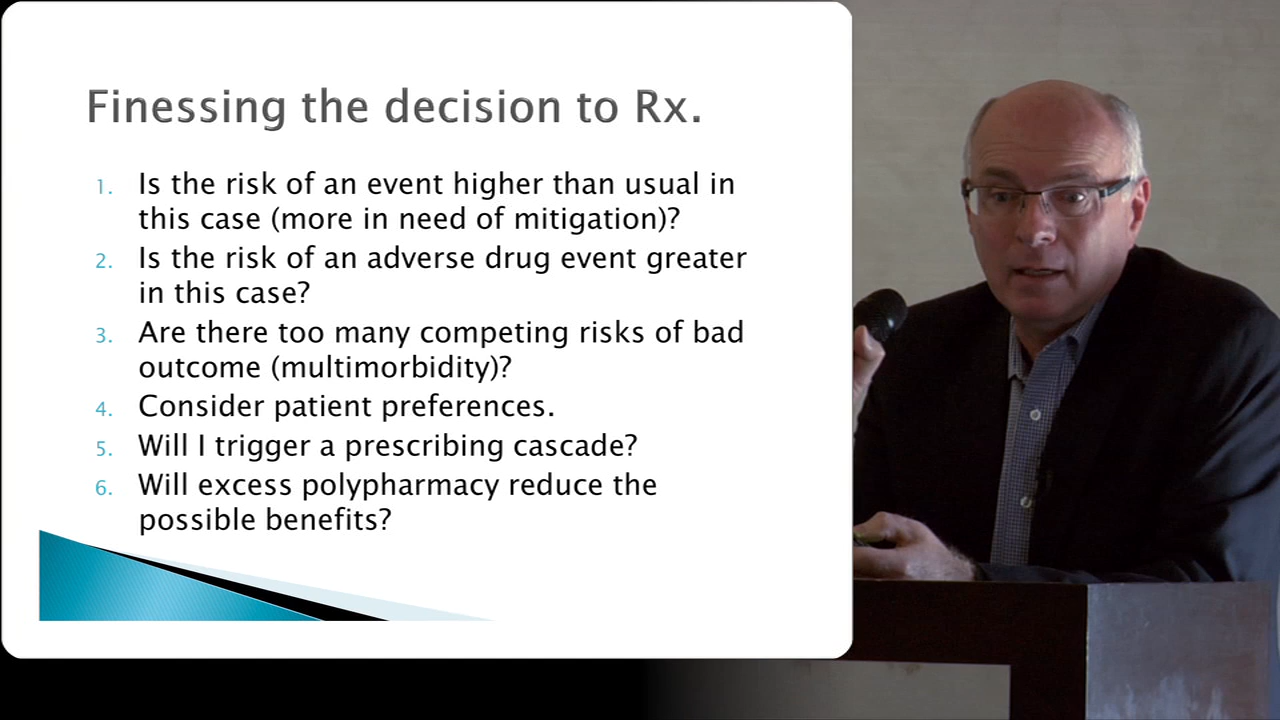 Finessing the decision to Rx.
1. Is the risk of an event higher than usual in
this case (more in need of mitigation)?
2. Is the risk of an adverse drug event greater
in this case?
3. Are there too many competing risks of bad
outcome (multimorbidity)?
4. Consider patient preferences.
5. Will I trigger a prescribing cascade?
6. Will excess polypharmacy reduce the
possible benefits?